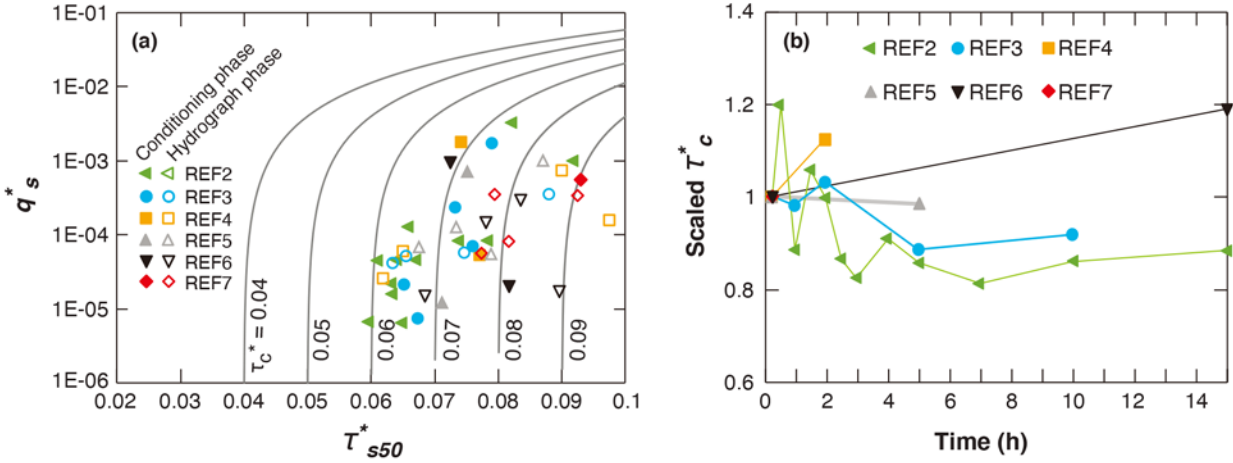 (a)
1E-01
1E-02
1E-03
1E-04
1E-05
1E-06
q*s
Conditioning phase
Hydrograph phase
REF2
REF3
REF4
REF5
REF6
REF7
τc* = 0.04
0.05
0.06
0.07
0.08
0.09
0.02 0.03 0.04 0.05 0.06 0.07 0.08 0.09 0.1
τ*s50
(b)
REF2 REF3 REF4
REF5 REF6 REF7
1.4
1.2
1
0.8
0.6
Scaled τ*c
0 2 4 6 8 10 12 14
Time (h)